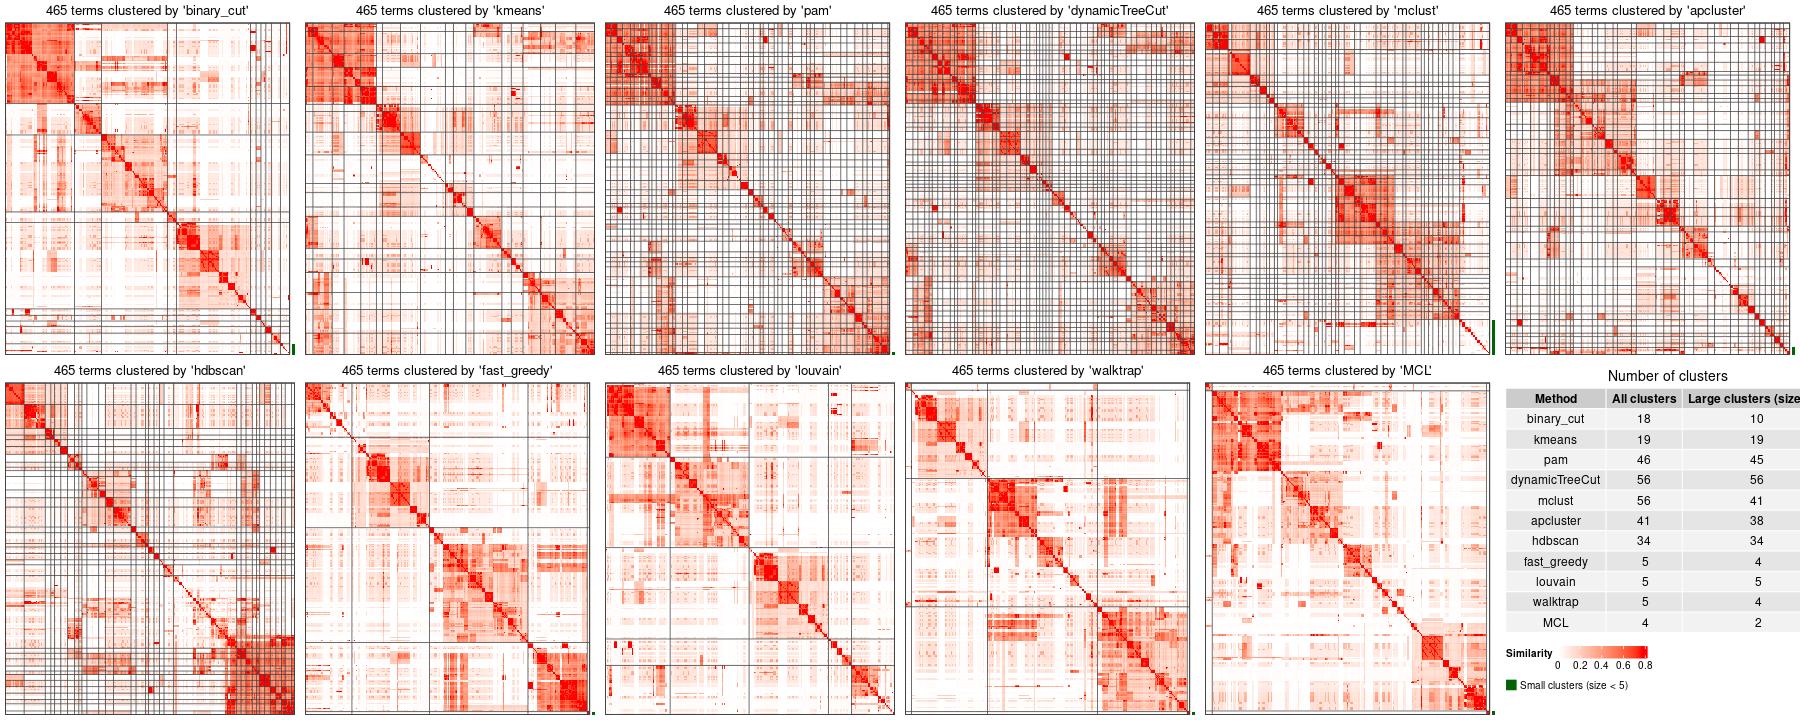 465 terms clustered by 'binary_cut'
465 terms clustered by 'kmeans'
465 terms clustered by 'pam'
465 terms clustered by 'dynamicTreeCut'
465 terms clustered by 'mclust'
465 terms clustered by 'apcluster'
465 terms clustered by 'hdbscan'
465 terms clustered by 'fast_greedy'
465 terms clustered by 'louvain'
465 terms clustered by 'walktrap'
465 terms clustered by 'MCL'
Number of clusters
Method All clusters Large clusters (size
binary_cut 18 10
kmeans 19 19
pam 46 45
dynamicTreeCut 56 56
mclust 56 41
apcluster 41 38
hdbscan 34 34
fast_greedy 5 4
louvain 5 5
walktrap 5 4
MCL 4 2
Similarity
0 0.2 0.4 0.6 0.8
Small clusters (size < 5)